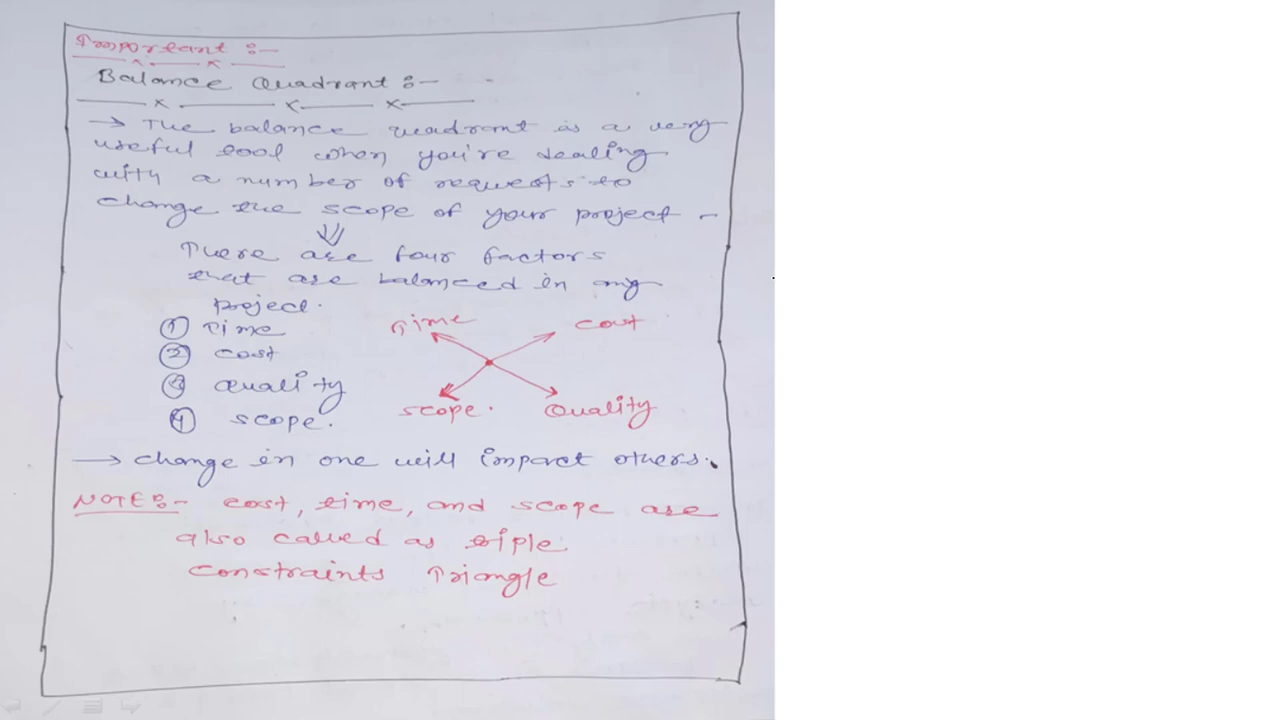 Important :-
Balance Quadrant :-
→ The balance quadrant is a very
useful tool when you're dealing
with a number of requests to
change the scope of your project -
There are four factors
that are balanced in any
project.
① Time
② cost
③ Quality
④ scope.
Time cost
scope. Quality
→ change in one will impact others.
NOTE:- cost, time, and scope are
also called as triple
constraints Triangle